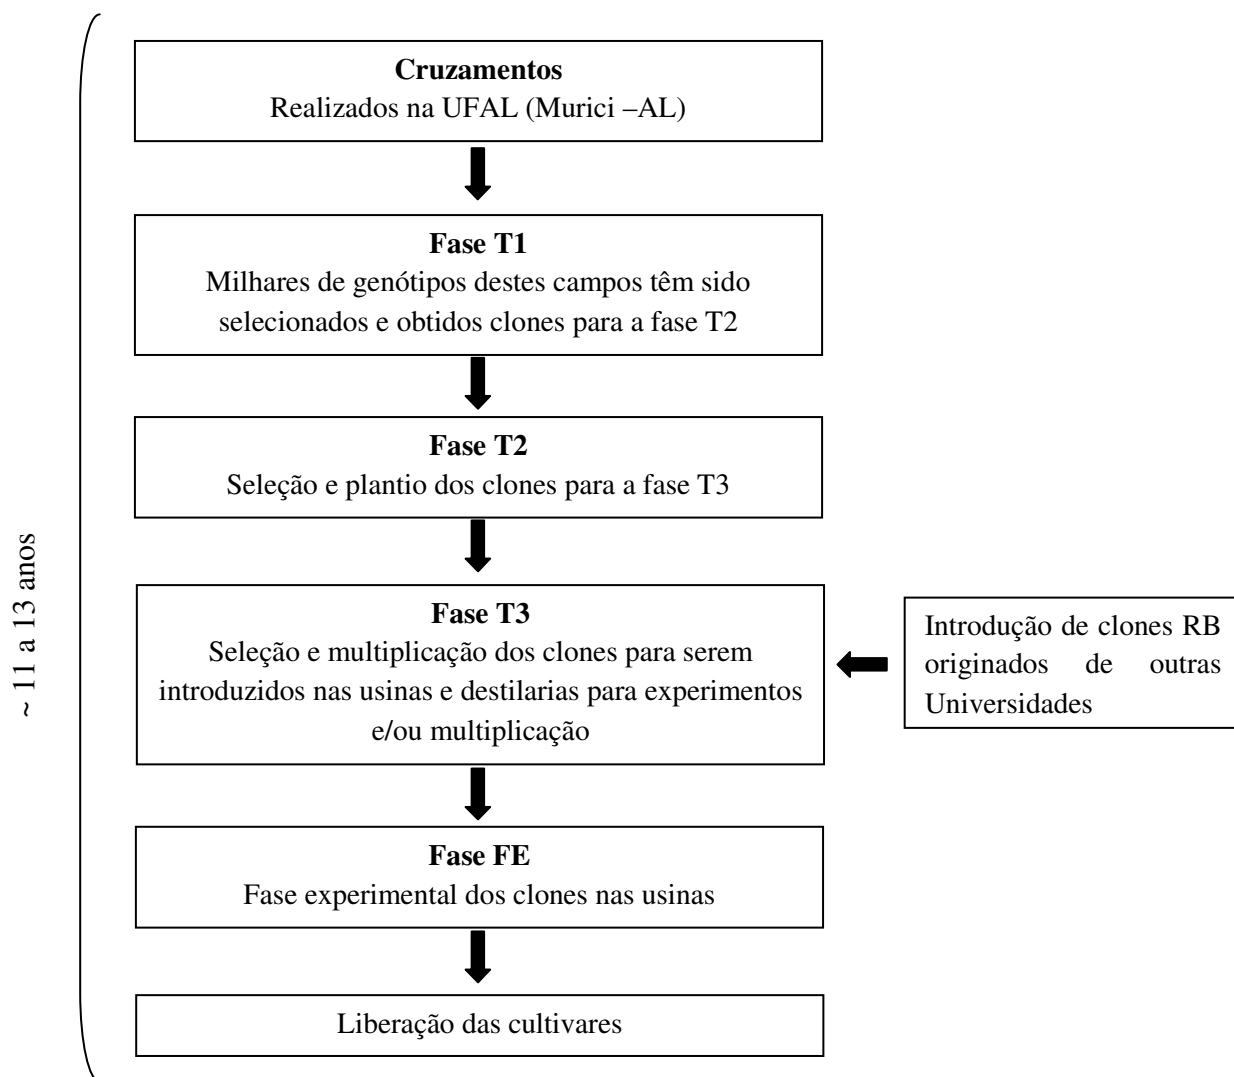 Cruzamentos
Realizados na UFAL (Murici –AL)
Fase T1
Milhares de genótipos destes campos têm sido
selecionados e obtidos clones para a fase T2
Fase T2
Seleção e plantio dos clones para a fase T3
~ 11 a 13 anos
Fase T3
Seleção e multiplicação dos clones para serem
introduzidos nas usinas e destilarias para experimentos
e/ou multiplicação
Introdução de clones RB
originados de outras
Universidades
Fase FE
Fase experimental dos clones nas usinas
Liberação das cultivares